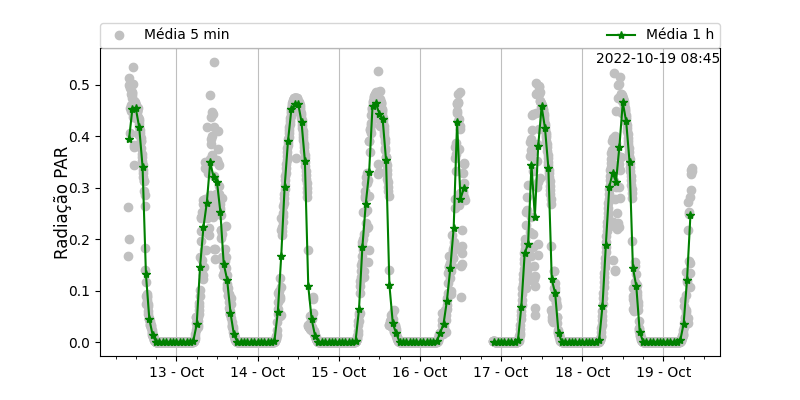 Média 5 min
Média 1 h
2022-10-19 08:45
Radiação PAR
0.5
0.4
0.3
0.2
0.1
0.0
13 - Oct
14 - Oct
15 - Oct
16 - Oct
17 - Oct
18 - Oct
19 - Oct